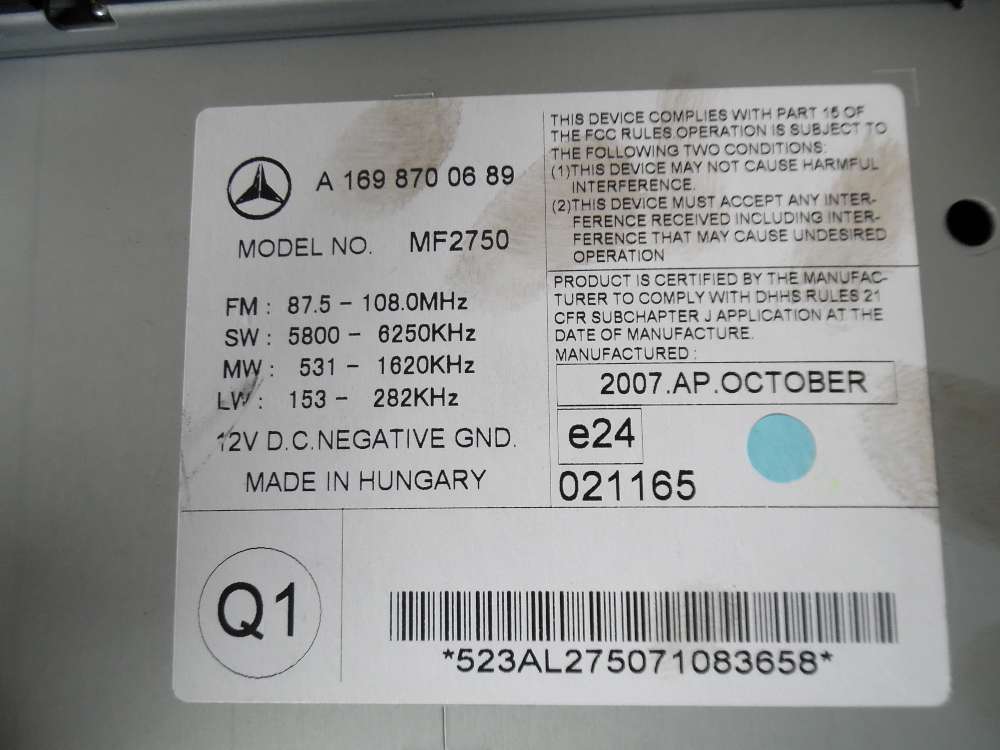 A 169 870 06 89
MODEL NO. MF2750
FM : 87.5 - 108.0MHz
SW : 5800 - 6250KHz
MW : 531 - 1620KHz
LW : 153 - 282KHz
12V D.C.NEGATIVE GND.
MADE IN HUNGARY
THIS DEVICE COMPLIES WITH PART 15 OF
THE FCC RULES.OPERATION IS SUBJECT TO
THE FOLLOWING TWO CONDITIONS:
(1)THIS DEVICE MAY NOT CAUSE HARMFUL
INTERFERENCE.
(2)THIS DEVICE MUST ACCEPT ANY INTER-
FERENCE RECEIVED INCLUDING INTER-
FERENCE THAT MAY CAUSE UNDESIRED
OPERATION
PRODUCT IS CERTIFIED BY THE MANUFAC-
TURER TO COMPLY WITH DHHS RULES 21
CFR SUBCHAPTER J APPLICATION AT THE
DATE OF MANUFACTURE.
MANUFACTURED :
2007.AP.OCTOBER
e24
021165
Q1
*523AL275071083658*